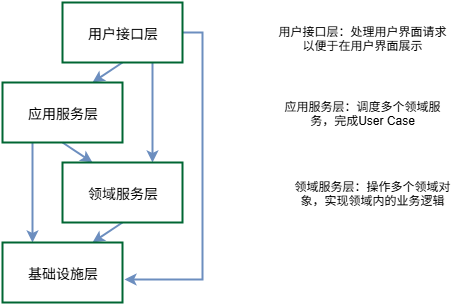 用户接口层
用户接口层：处理用户界面请求
以便于在用户界面展示
应用服务层
应用服务层：调度多个领域服
务，完成User Case
领域服务层
领域服务层：操作多个领域对
象，实现领域内的业务逻辑
基础设施层